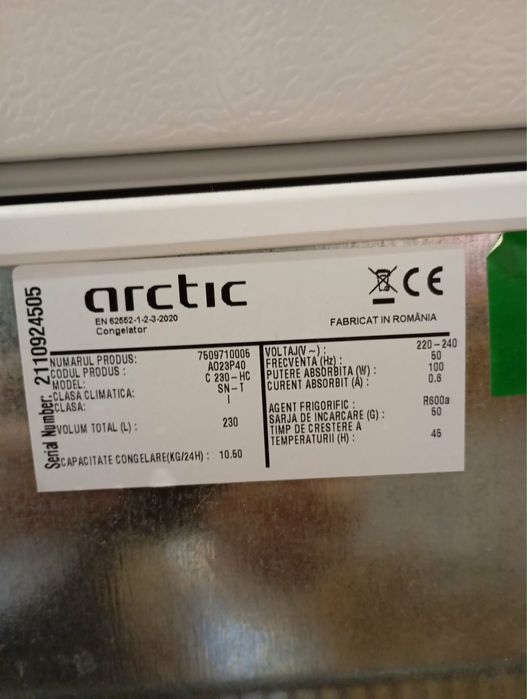 arctic
EN 62552-1-2-3-2020
Congelator
FABRICAT IN ROMÂNIA
Serial Number: 2110924505
NUMARUL PRODUS: 7509710005
CODUL PRODUS : AO23P40
MODEL: C 230-HC
CLASA CLIMATICA: SN-T
CLASA: I
VOLUM TOTAL (L) : 230
CAPACITATE CONGELARE(KG/24H) : 10.50
VOLTAJ(V ~) : 220-240
FRECVENTA (Hz) : 50
PUTERE ABSORBITA (W) : 100
CURENT ABSORBIT (A) : 0.6
AGENT FRIGORIFIC : R600a
SARJA DE INCARCARE (G) : 50
TIMP DE CRESTERE A
TEMPERATURII (H) : 45